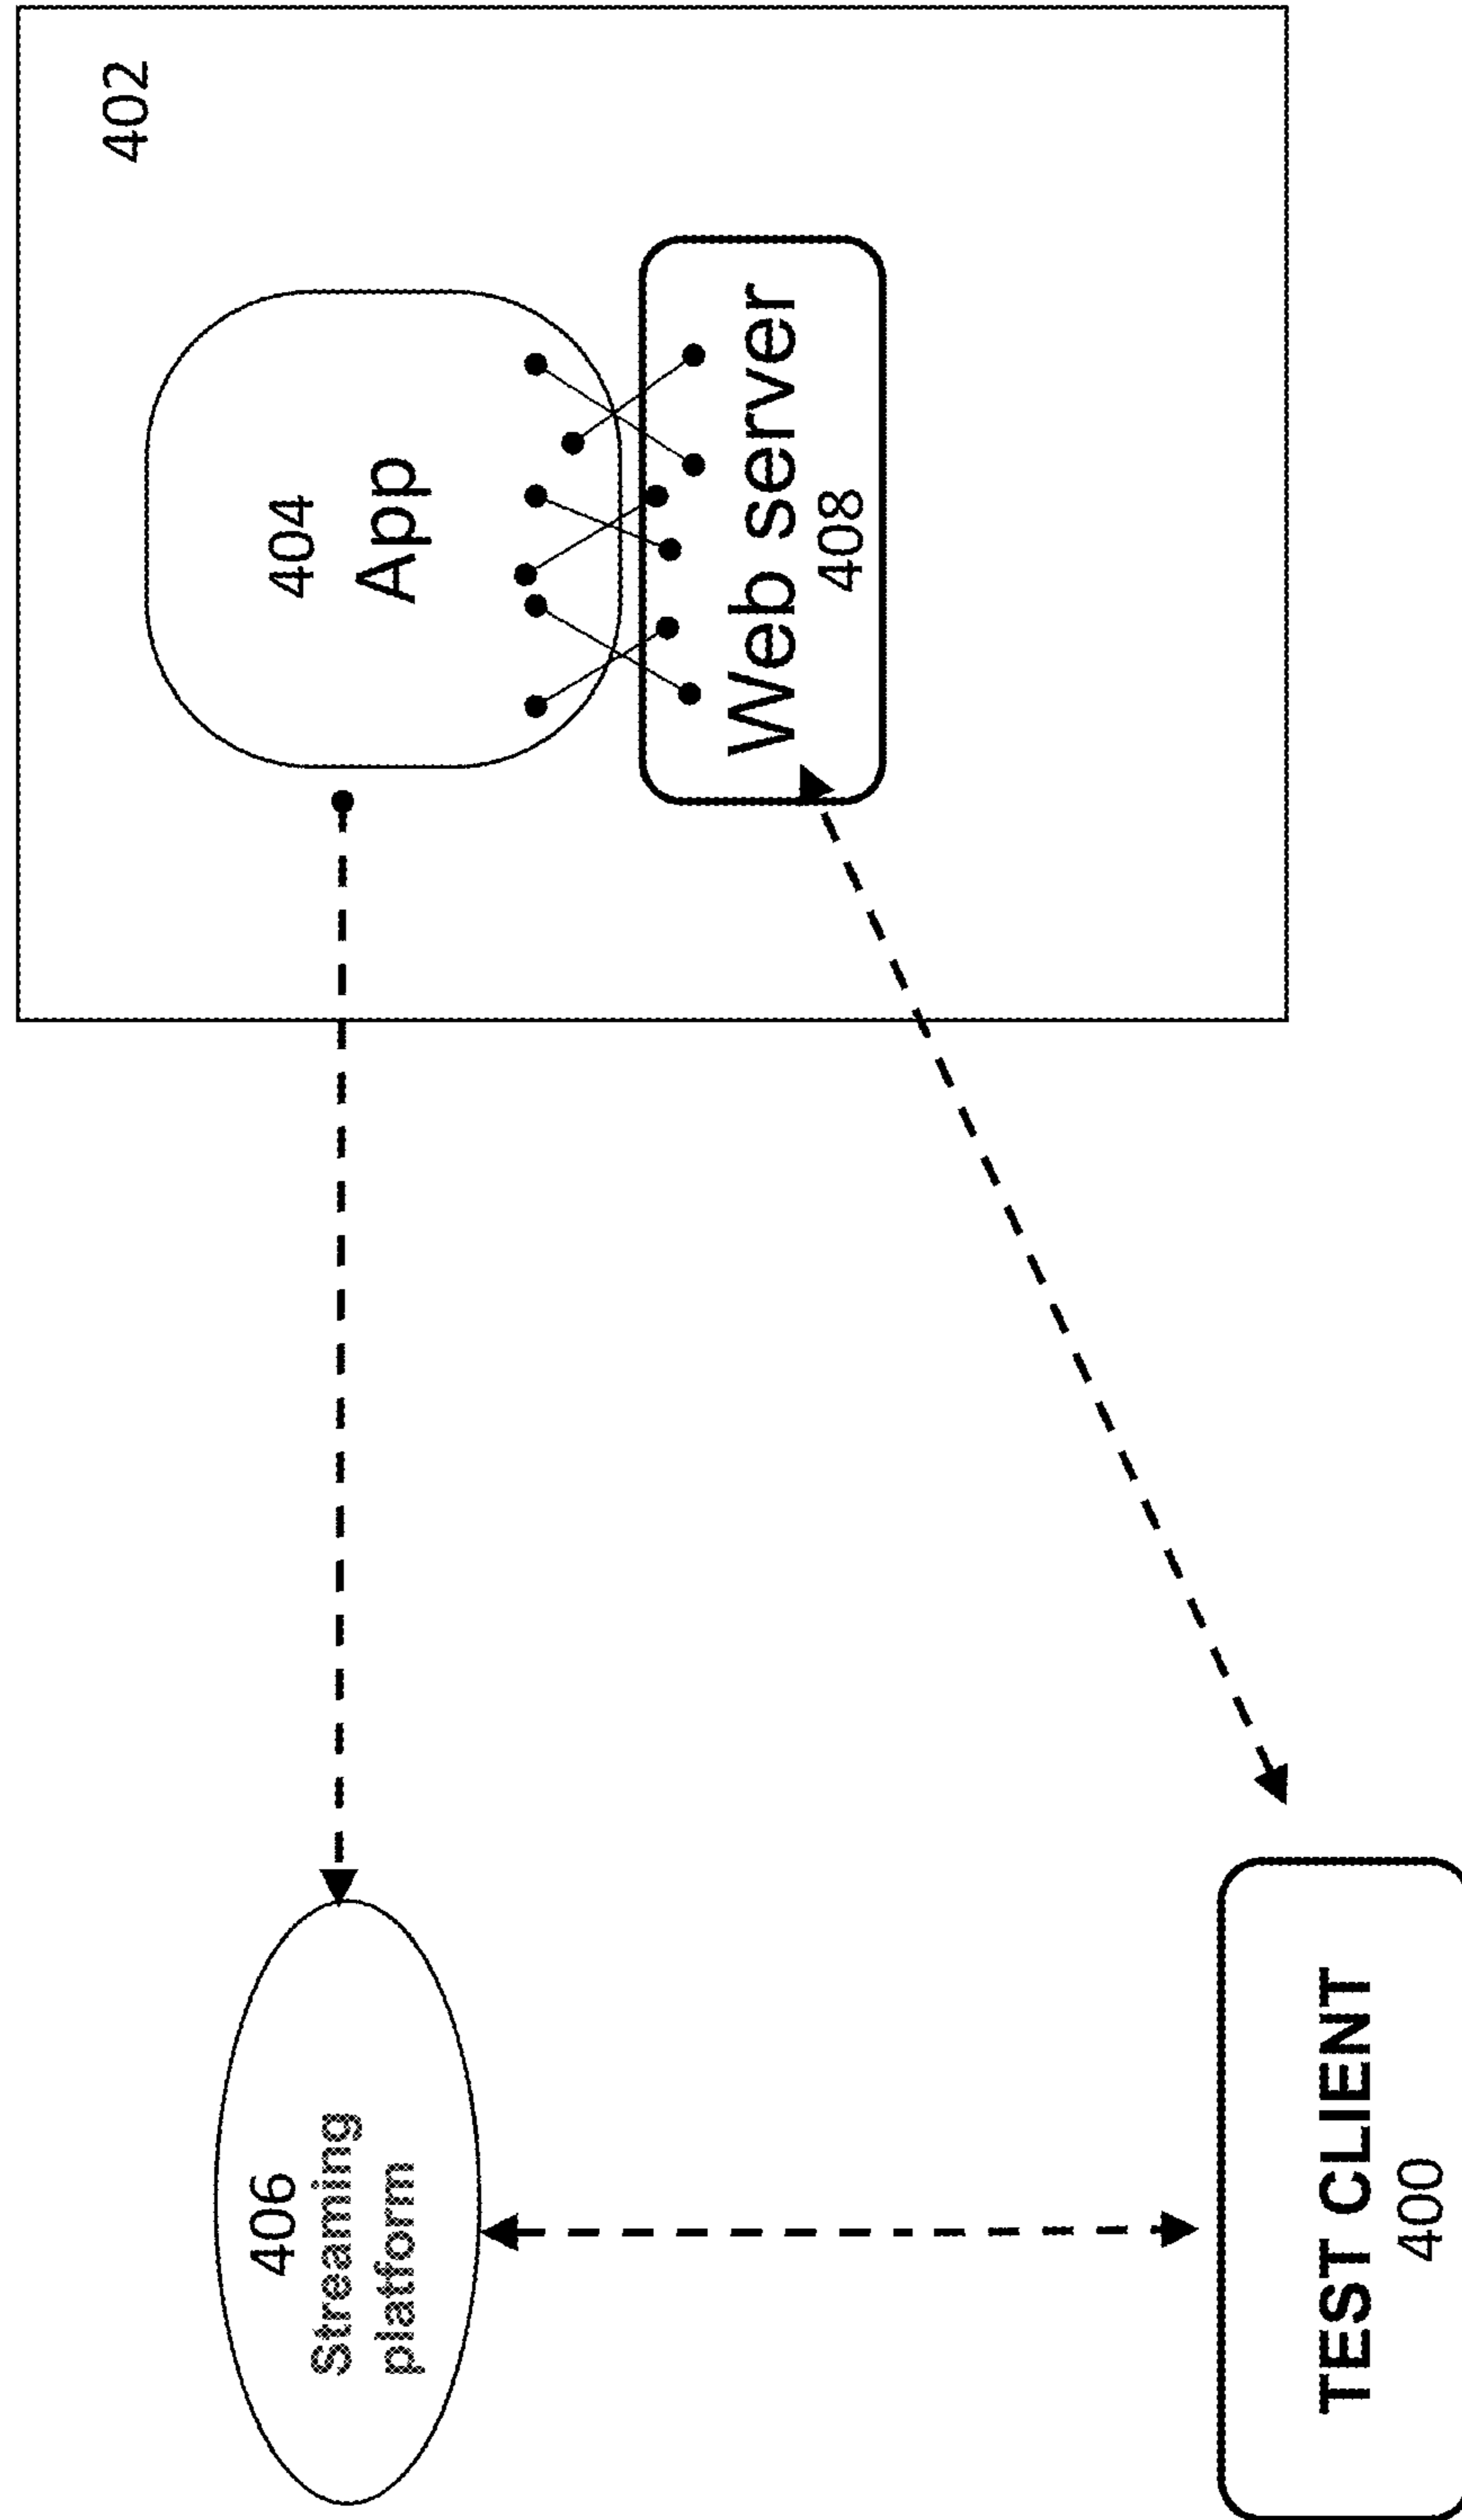 406
Streaming
platform
402
404
App
Web server
408
TEST CLIENT
400